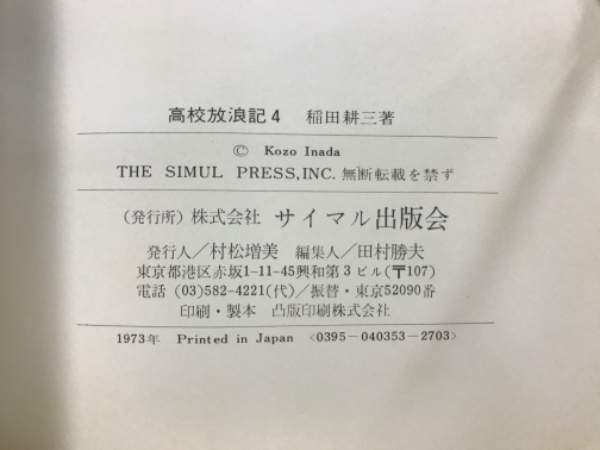 高校放浪記4 稲田耕三著
© Kozo Inada
THE SIMUL PRESS, INC. 無断転載を禁ず
(発行所) 株式会社 サイマル出版会
発行人/村松増美 編集人/田村勝夫
東京都港区赤坂1-11-45興和第3ビル(〒107)
電話 (03)582-4221(代)/振替・東京52090番
印刷・製本 凸版印刷株式会社
1973年 Printed in Japan <0395-040353-2703>